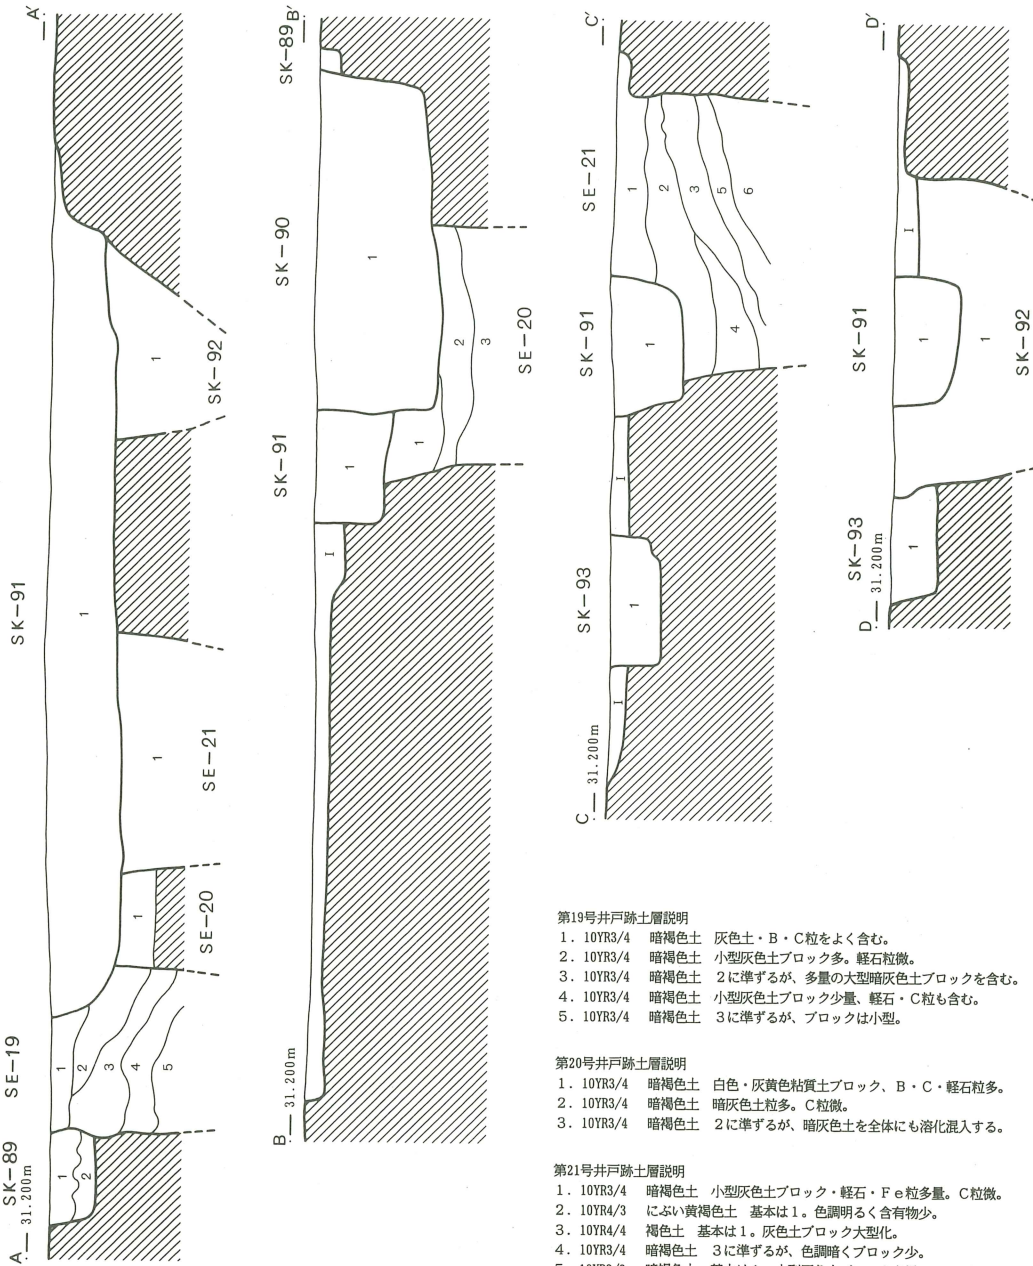 A′
SK-92
1
SK-91
1
SE-21
1
SE-20
1
SE-19
1
2
3
4
5
SK-89
1
2
A — 31.200m
B′
SK-89
SK-90
1
SE-20
2
3
SK-91
1
1
I
B — 31.200m
C′
SE-21
1
2
3
5
6
4
SK-91
1
I
SK-93
1
I
C — 31.200m
D′
I
SK-91
1
1
SK-92
SK-93
1
D — 31.200m
第19号井戸跡土層説明
1. 10YR3/4 暗褐色土 灰色土・B・C粒をよく含む。
2. 10YR3/4 暗褐色土 小型灰色土ブロック多。軽石粒微。
3. 10YR3/4 暗褐色土 2に準ずるが、多量の大型暗灰色土ブロックを含む。
4. 10YR3/4 暗褐色土 小型灰色土ブロック少量、軽石・C粒も含む。
5. 10YR3/4 暗褐色土 3に準ずるが、ブロックは小型。
第20号井戸跡土層説明
1. 10YR3/4 暗褐色土 白色・灰黄色粘質土ブロック、B・C・軽石粒多。
2. 10YR3/4 暗褐色土 暗灰色土粒多。C粒微。
3. 10YR3/4 暗褐色土 2に準ずるが、暗灰色土を全体にも溶化混入する。
第21号井戸跡土層説明
1. 10YR3/4 暗褐色土 小型灰色土ブロック・軽石・Fe粒多量。C粒微。
2. 10YR4/3 にぶい黄褐色土 基本は1。色調明るく含有物少。
3. 10YR4/4 褐色土 基本は1。灰色土ブロック大型化。
4. 10YR3/4 暗褐色土 3に準ずるが、色調暗くブロック少。